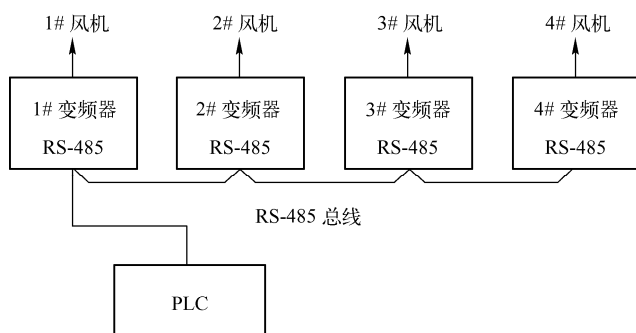 1# 风机 2# 风机 3# 风机 4# 风机
1# 变频器 2# 变频器 3# 变频器 4# 变频器
RS-485 RS-485 RS-485 RS-485
RS-485 总线
PLC